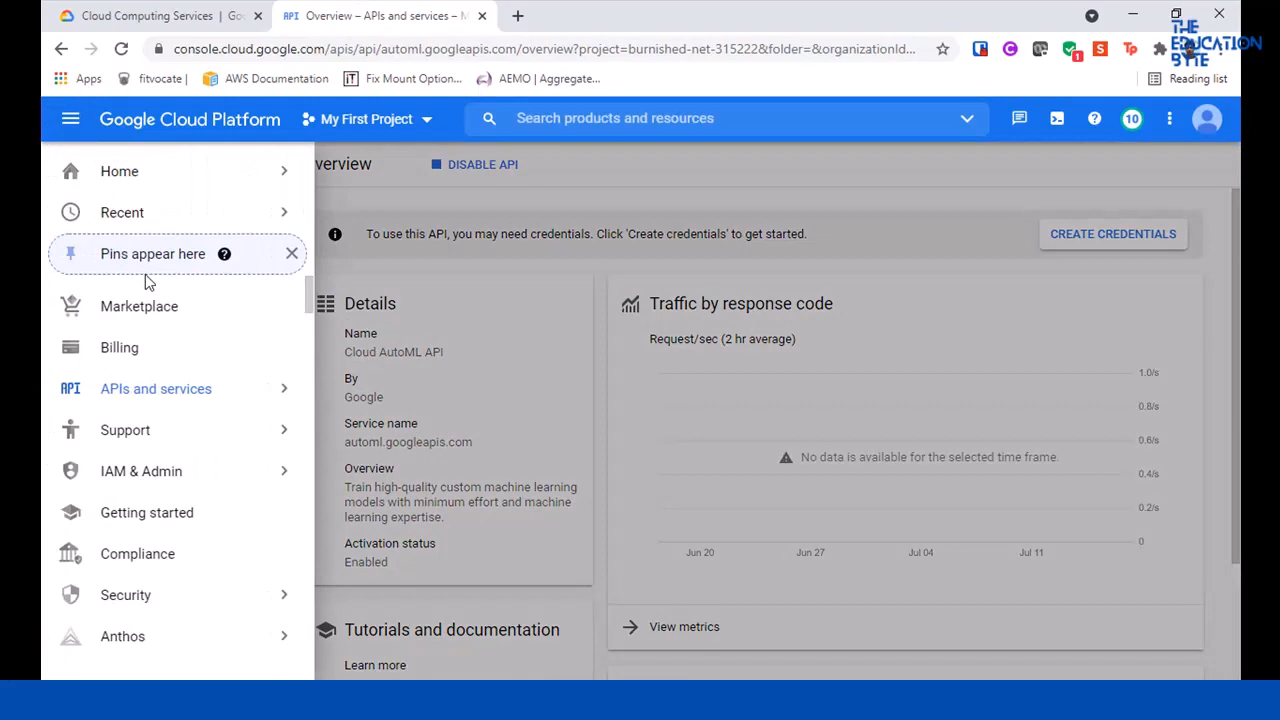 Cloud Computing Services | Go
API Overview – APIs and services – M
console.cloud.google.com/apis/api/automl.googleapis.com/overview?project=burnished-net-315222&folder=&organizationId...
THE
EDUCATION
BYTE
Apps
fitvocate |
AWS Documentation
Fix Mount Option...
AEMO | Aggregate...
Reading list
Google Cloud Platform
My First Project
Search products and resources
10
Home
Recent
Pins appear here
Marketplace
Billing
API APIs and services
Support
IAM & Admin
Getting started
Compliance
Security
Anthos
verview
DISABLE API
To use this API, you may need credentials. Click 'Create credentials' to get started.
CREATE CREDENTIALS
Details
Name
Cloud AutoML API
By
Google
Service name
automl.googleapis.com
Overview
Train high-quality custom machine learning
models with minimum effort and machine
learning expertise.
Activation status
Enabled
Tutorials and documentation
Learn more
Traffic by response code
Request/sec (2 hr average)
1.0/s
0.8/s
0.6/s
No data is available for the selected time frame.
0.4/s
0.2/s
0
Jun 20
Jun 27
Jul 04
Jul 11
View metrics